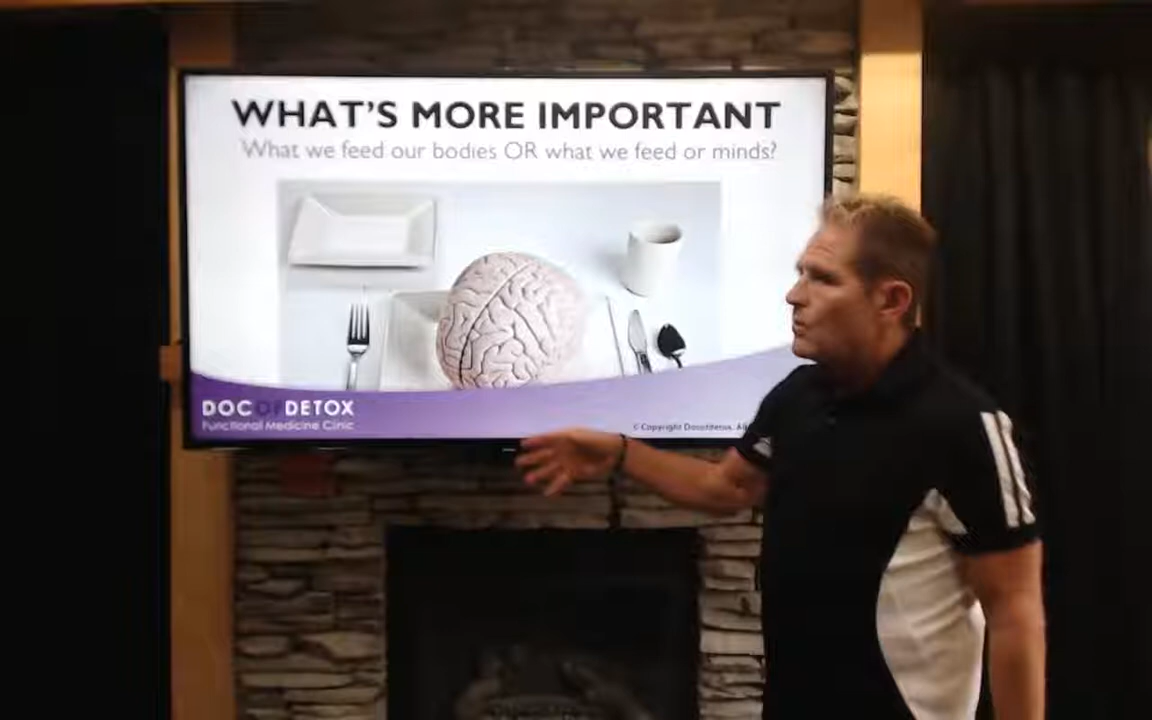 WHAT'S MORE IMPORTANT
What we feed our bodies OR what we feed or minds?
DOC OF DETOX
Functional Medicine Clinic
© Copyright Docofdetox.